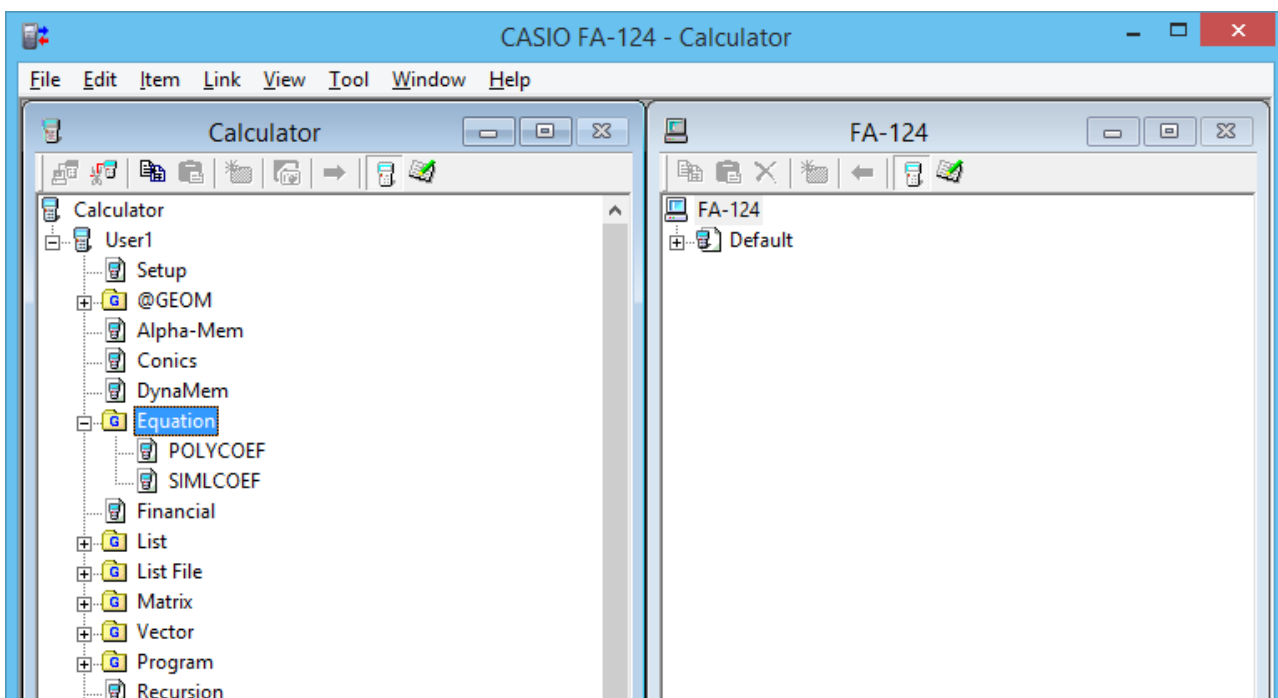 CASIO FA-124 - Calculator
File Edit Item Link View Tool Window Help
Calculator
Calculator
User1
Setup
@GEOM
Alpha-Mem
Conics
DynaMem
Equation
POLYCOEF
SIMLCOEF
Financial
List
List File
Matrix
Vector
Program
Recursion
FA-124
FA-124
Default